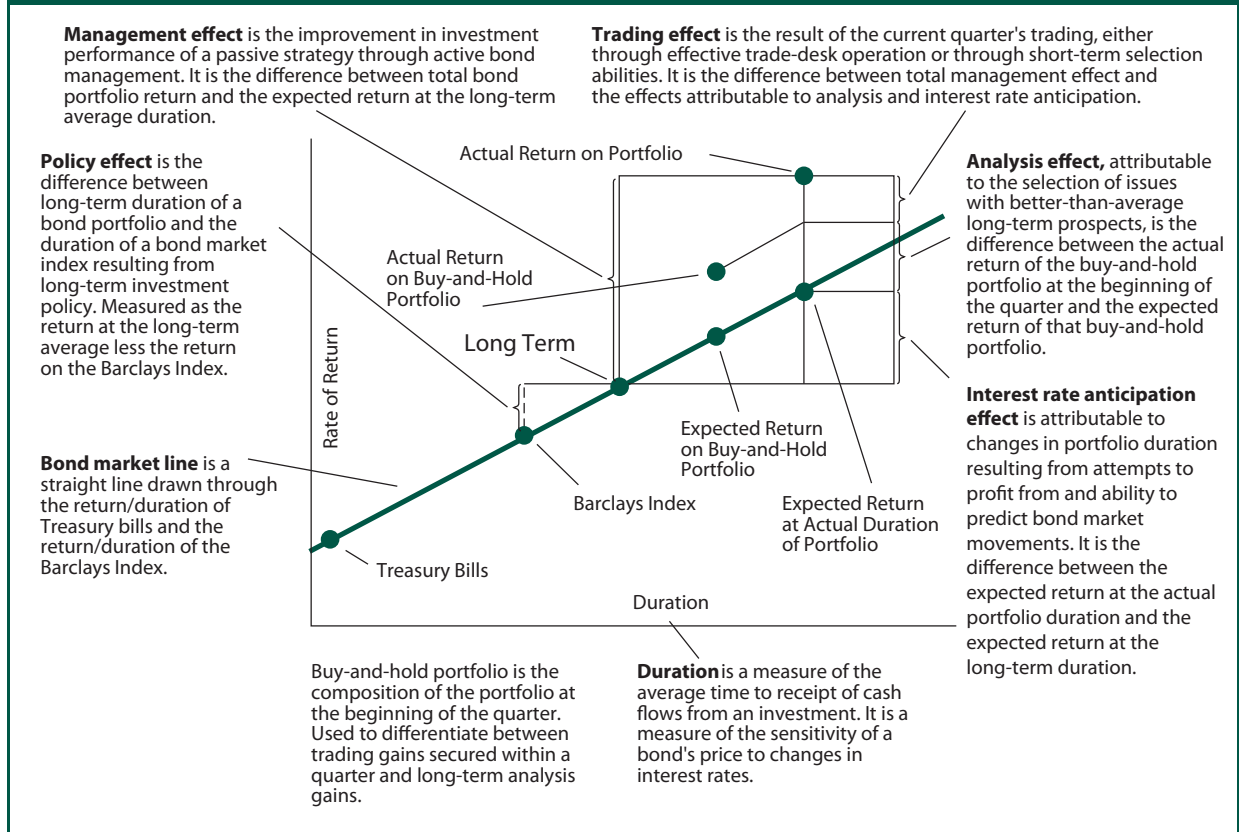 Management effect is the improvement in investment
performance of a passive strategy through active bond
management. It is the difference between total bond
portfolio return and the expected return at the long-term
average duration.
Trading effect is the result of the current quarter's trading, either
through effective trade-desk operation or through short-term selection
abilities. It is the difference between total management effect and
the effects attributable to analysis and interest rate anticipation.
Policy effect is the
difference between
long-term duration of a
bond portfolio and the
duration of a bond market
index resulting from
long-term investment
policy. Measured as the
return at the long-term
average less the return
on the Barclays Index.
Bond market line is a
straight line drawn through
the return/duration of
Treasury bills and the
return/duration of the
Barclays Index.
Rate of Return
Actual Return on Portfolio
Actual Return
on Buy-and-Hold
Portfolio
Long Term
Expected Return
on Buy-and-Hold
Portfolio
Barclays Index
Expected Return
at Actual Duration
of Portfolio
Treasury Bills
Duration
Analysis effect, attributable
to the selection of issues
with better-than-average
long-term prospects, is the
difference between the actual
return of the buy-and-hold
portfolio at the beginning of
the quarter and the expected
return of that buy-and-hold
portfolio.
Interest rate anticipation
effect is attributable to
changes in portfolio duration
resulting from attempts to
profit from and ability to
predict bond market
movements. It is the
difference between the
expected return at the actual
portfolio duration and the
expected return at the
long-term duration.
Buy-and-hold portfolio is the
composition of the portfolio at
the beginning of the quarter.
Used to differentiate between
trading gains secured within a
quarter and long-term analysis
gains.
Duration is a measure of the
average time to receipt of cash
flows from an investment. It is a
measure of the sensitivity of a
bond's price to changes in
interest rates.